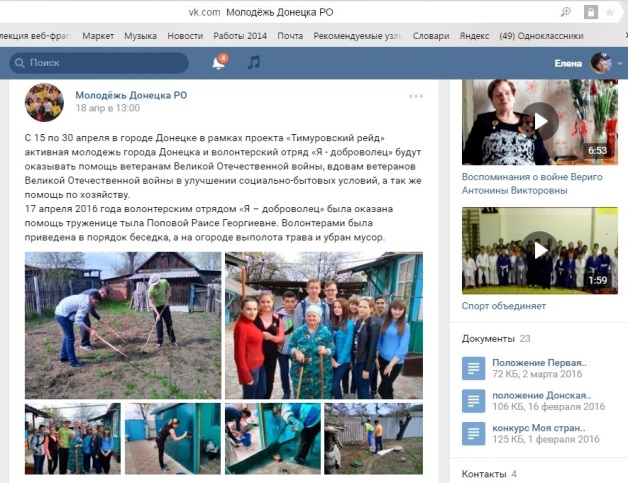 vk.com Молодёжь Донецка РО
лекция веб-фраг Маркет Музыка Новости Работы 2014 Почта Рекомендуемые узлы Словари Яндекс (49) Одноклассники
Поиск
Елена
Молодёжь Донецка РО
18 апр в 13:00
С 15 по 30 апреля в городе Донецке в рамках проекта «Тимуровский рейд»
активная молодежь города Донецка и волонтерский отряд «Я - доброволец» будут
оказывать помощь ветеранам Великой Отечественной войны, вдовам ветеранов
Великой Отечественной войны в улучшении социально-бытовых условий, а так же
помощь по хозяйству.
17 апреля 2016 года волонтерским отрядом «Я – доброволец» была оказана
помощь труженице тыла Поповой Раисе Георгиевне. Волонтерами была
приведена в порядок беседка, а на огороде выполота трава и убран мусор.
6:53
Воспоминания о войне Вериго
Антонины Викторовны
1:59
Спорт объединяет
Документы 23
Положение Первая..
72 КБ, 2 марта 2016
положение Донская..
106 КБ, 16 февраля 2016
конкурс Моя стран..
125 КБ, 1 февраля 2016
Контакты 4